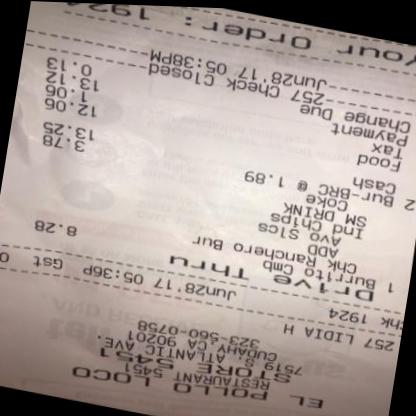 EL POLLO LOCO
RESTAURANT 5451
STORE 5451
7519 S. ATLANTIC AVE.
CUDAHY CA 90201
323-560-0758
257 LIDIA H
Chk 1924 Jun28'17 05:36P Gst 0
Drive Thru
1 Burrito Cmb 8.28
Chk Ranchero Bur
ADD
Avo Slcs
Ind Chips
SM DRINK
Coke
2 Bur-BRC @ 1.89 3.78
Cash 13.25
Food 12.06
Tax 1.06
Payment 13.12
Change Due 0.13
257 Check Closed
Jun28'17 05:38PM
Your Order: 1924